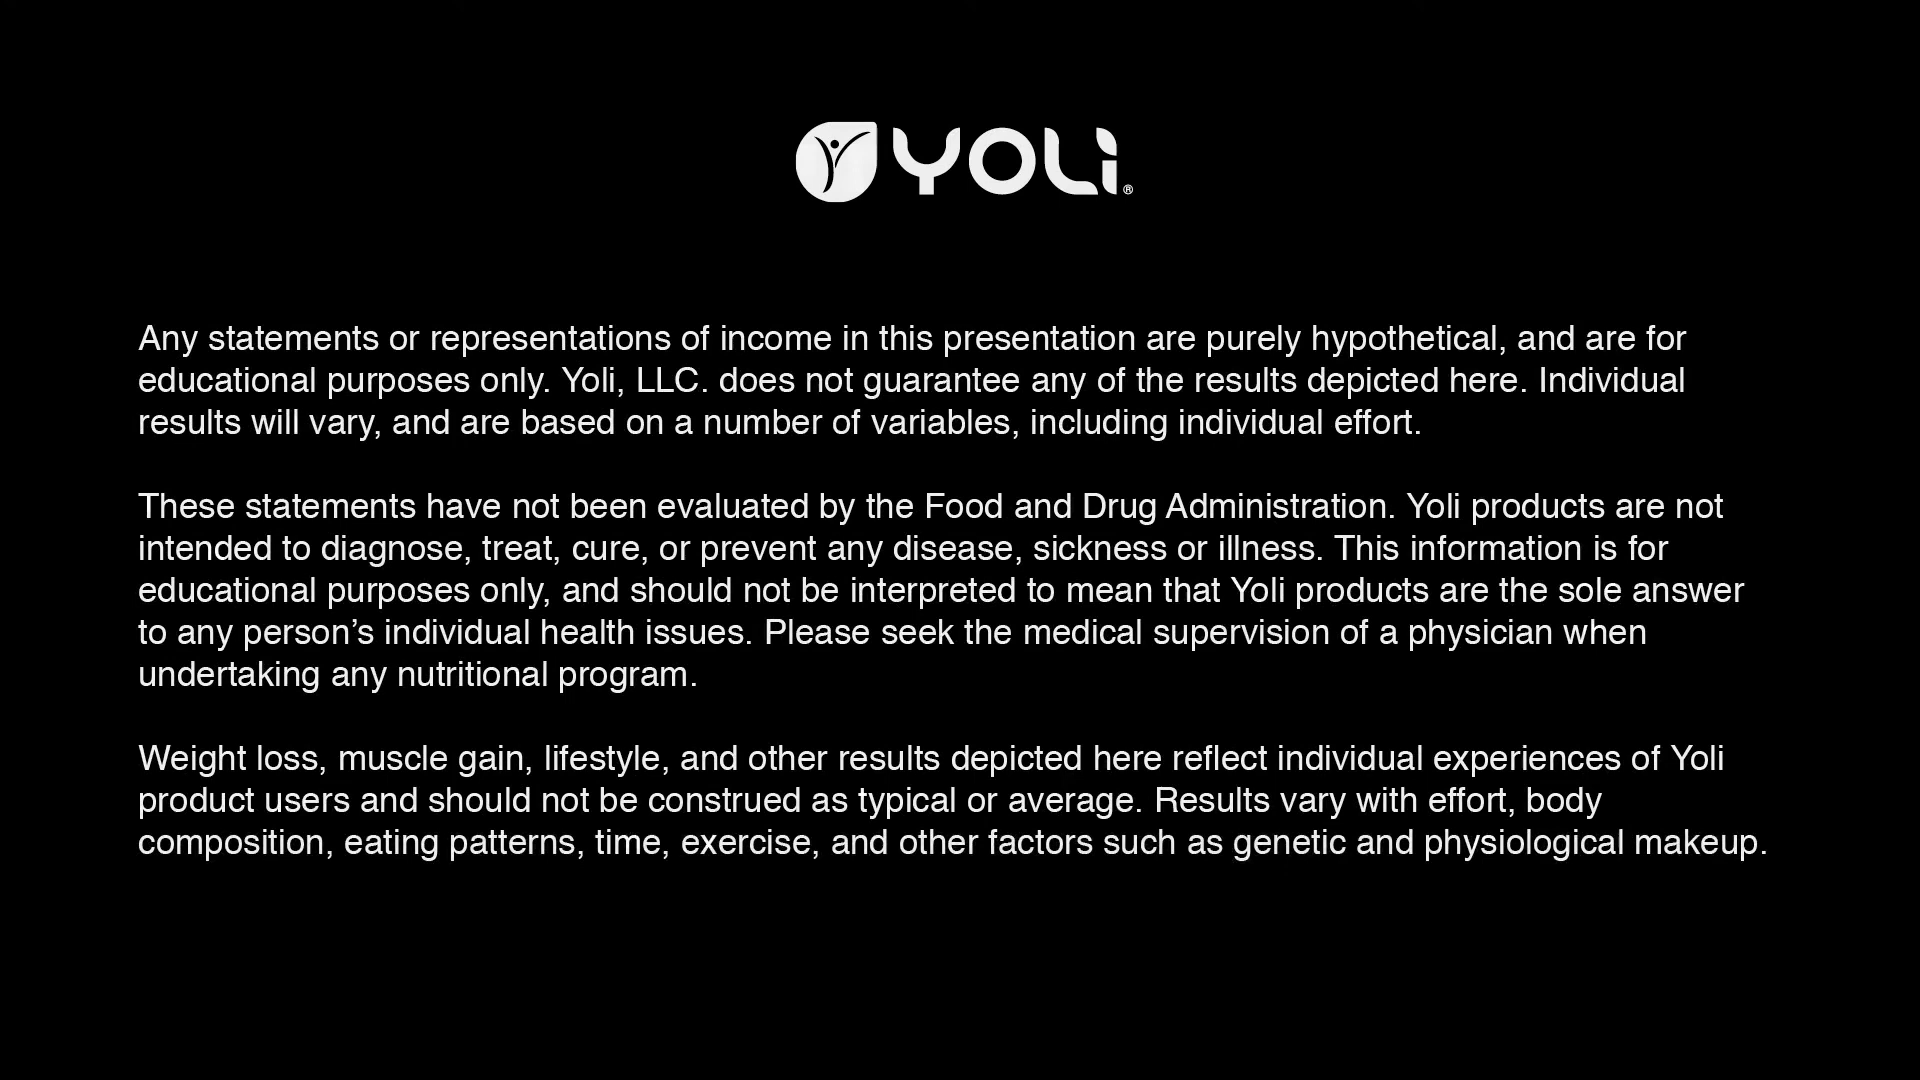 YOLi®
Any statements or representations of income in this presentation are purely hypothetical, and are for
educational purposes only. Yoli, LLC. does not guarantee any of the results depicted here. Individual
results will vary, and are based on a number of variables, including individual effort.
These statements have not been evaluated by the Food and Drug Administration. Yoli products are not
intended to diagnose, treat, cure, or prevent any disease, sickness or illness. This information is for
educational purposes only, and should not be interpreted to mean that Yoli products are the sole answer
to any person’s individual health issues. Please seek the medical supervision of a physician when
undertaking any nutritional program.
Weight loss, muscle gain, lifestyle, and other results depicted here reflect individual experiences of Yoli
product users and should not be construed as typical or average. Results vary with effort, body
composition, eating patterns, time, exercise, and other factors such as genetic and physiological makeup.